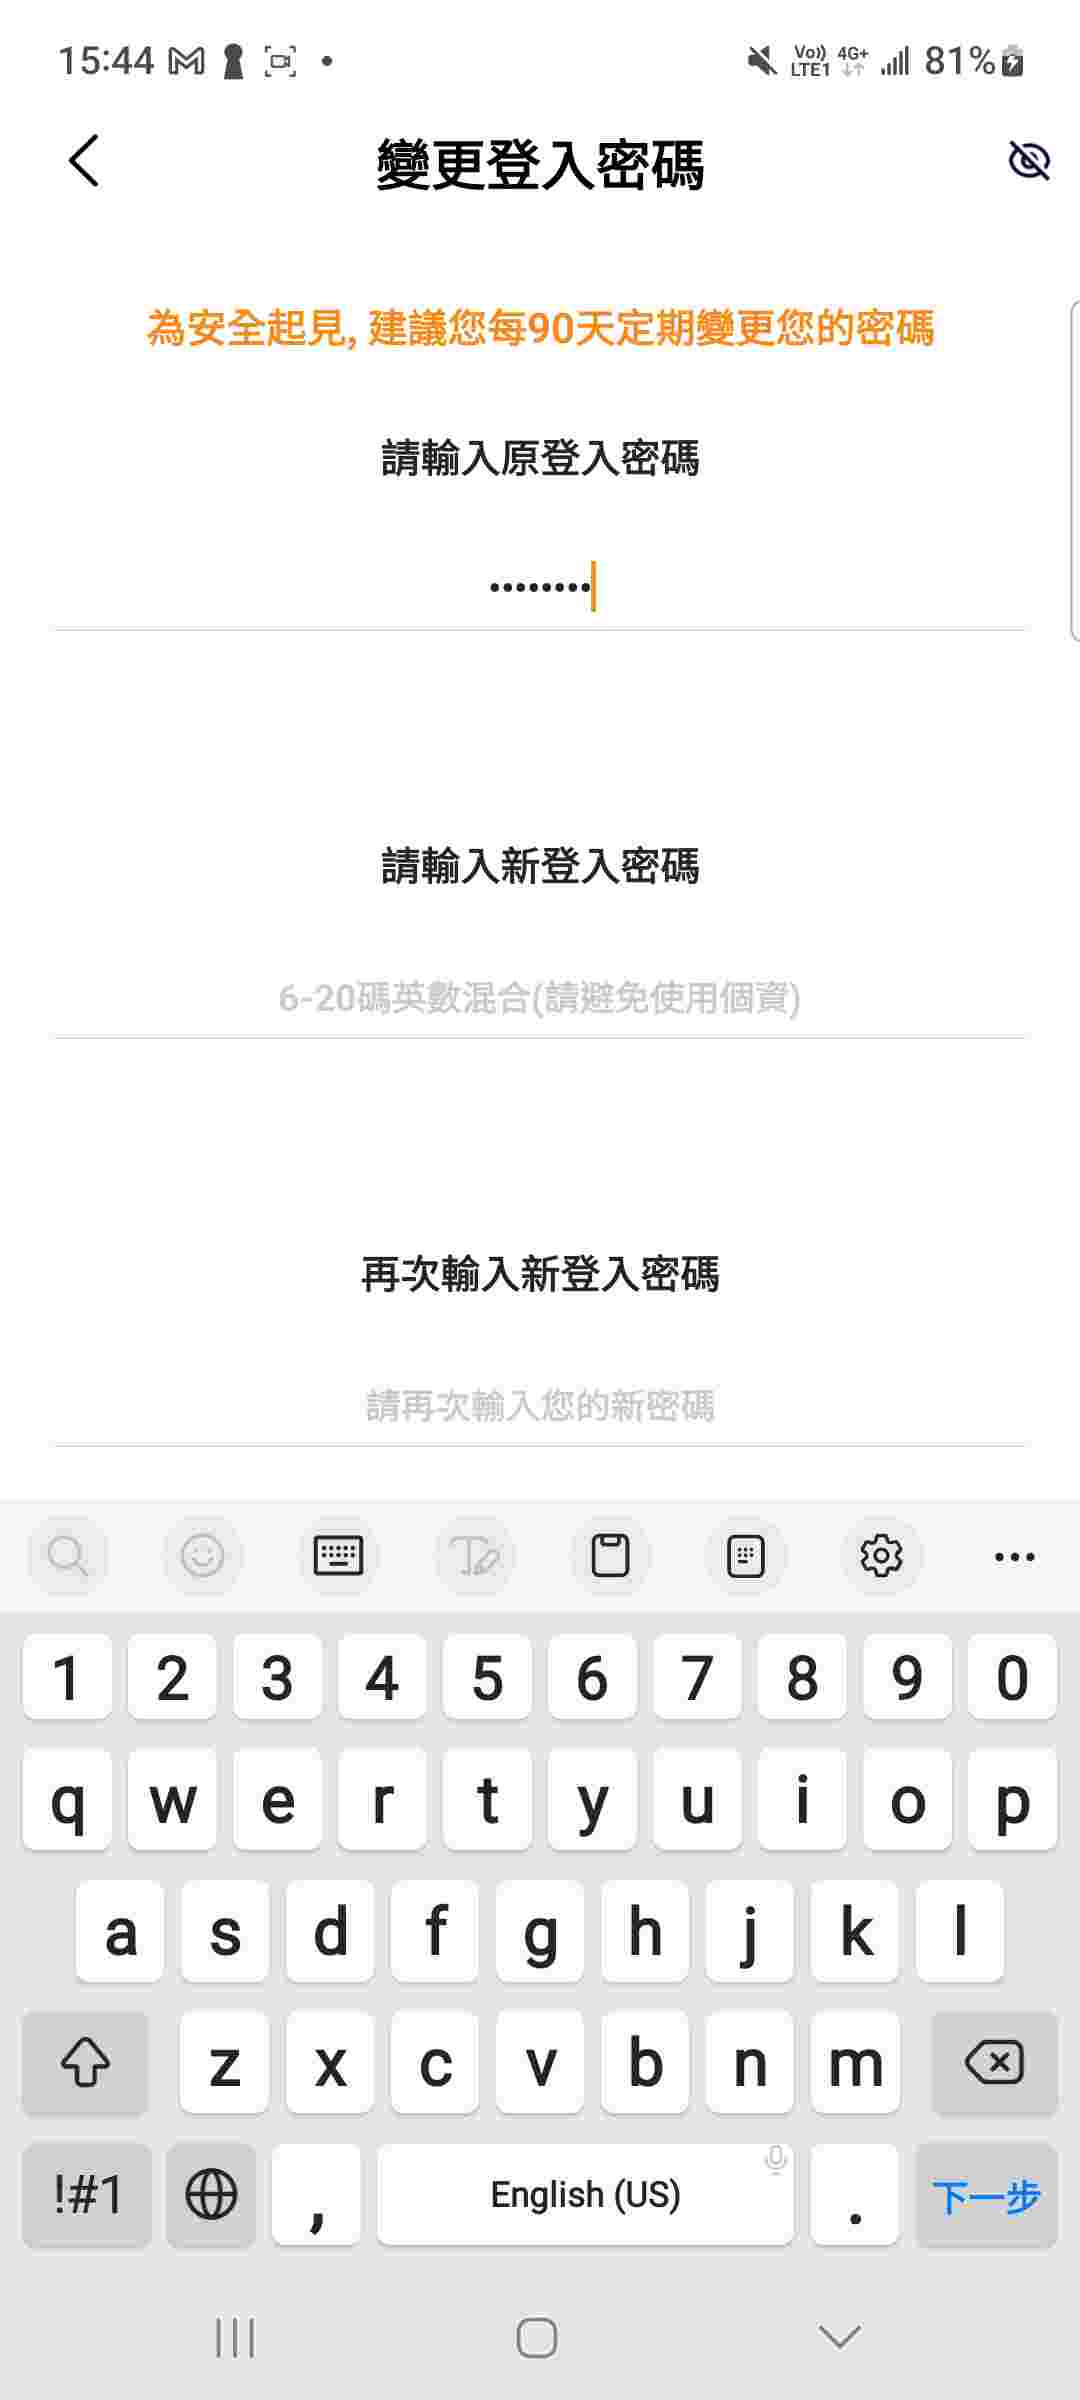 15:44 Vo)) LTE1 4G+ 81%
變更登入密碼
為安全起見, 建議您每90天定期變更您的密碼
請輸入原登入密碼
••••••••
請輸入新登入密碼
6-20碼英數混合(請避免使用個資)
再次輸入新登入密碼
請再次輸入您的新密碼
1 2 3 4 5 6 7 8 9 0
q w e r t y u i o p
a s d f g h j k l
z x c v b n m
!#1 , English (US) . 下一步